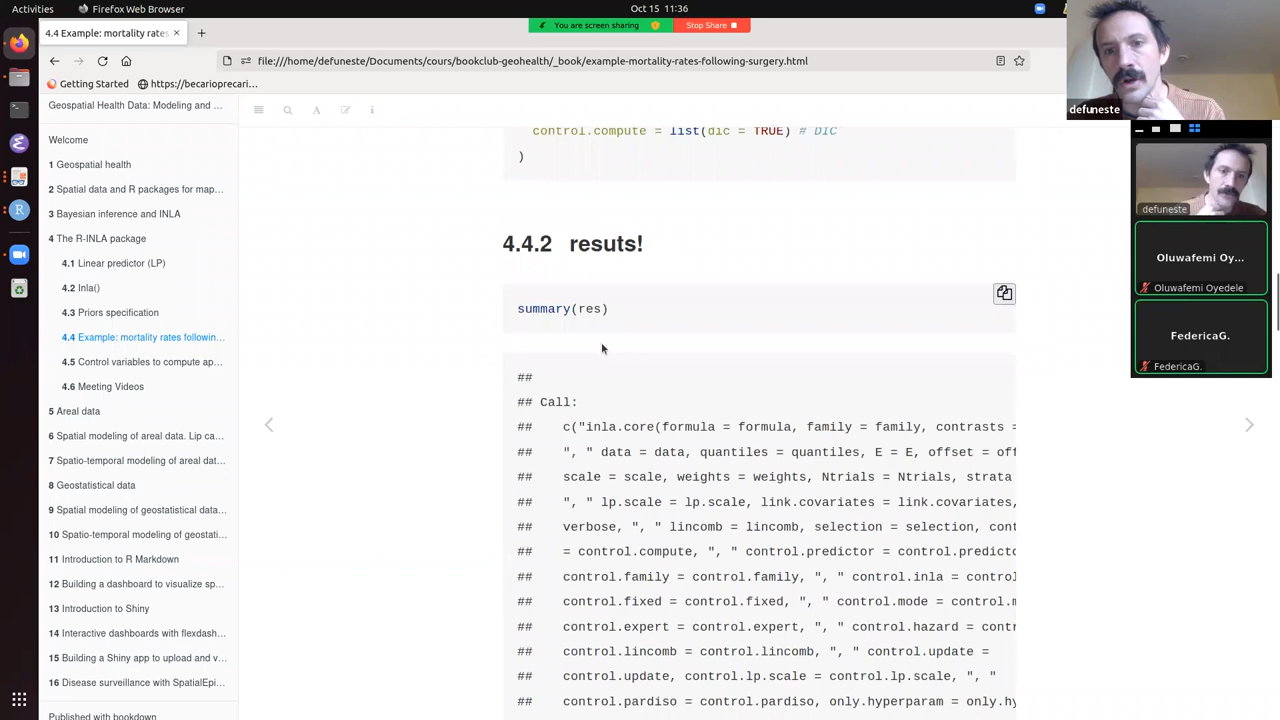 Activities
Firefox Web Browser
Oct 15 11:36
You are screen sharing
Stop Share
4.4 Example: mortality rates
file:///home/defuneste/Documents/cours/bookclub-geohealth/_book/example-mortality-rates-following-surgery.html
Getting Started
https://becarioprecari...
Geospatial Health Data: Modeling and ...
Welcome
1 Geospatial health
2 Spatial data and R packages for map...
3 Bayesian inference and INLA
4 The R-INLA package
4.1 Linear predictor (LP)
4.2 Inla()
4.3 Priors specification
4.4 Example: mortality rates followin...
4.5 Control variables to compute ap...
4.6 Meeting Videos
5 Areal data
6 Spatial modeling of areal data. Lip ca...
7 Spatio-temporal modeling of areal dat...
8 Geostatistical data
9 Spatial modeling of geostatistical data...
10 Spatio-temporal modeling of geostati...
11 Introduction to R Markdown
12 Building a dashboard to visualize sp...
13 Introduction to Shiny
14 Interactive dashboards with flexdash...
15 Building a Shiny app to upload and v...
16 Disease surveillance with SpatialEpi...
Published with bookdown
control.compute = list(dic = TRUE) # DIC
)
4.4.2 resuts!
summary(res)
##
## Call:
## c("inla.core(formula = formula, family = family, contrasts =
## ", " data = data, quantiles = quantiles, E = E, offset = off
## scale = scale, weights = weights, Ntrials = Ntrials, strata
## ", " lp.scale = lp.scale, link.covariates = link.covariates,
## verbose, ", " lincomb = lincomb, selection = selection, cont
## = control.compute, ", " control.predictor = control.predicto
## control.family = control.family, ", " control.inla = control
## control.fixed = control.fixed, ", " control.mode = control.m
## control.expert = control.expert, ", " control.hazard = contr
## control.lincomb = control.lincomb, ", " control.update =
## control.update, control.lp.scale = control.lp.scale, ", "
## control.pardiso = control.pardiso, only.hyperparam = only.hy
defuneste
defuneste
Oluwafemi Oy...
Oluwafemi Oyedele
FedericaG.
FedericaG.